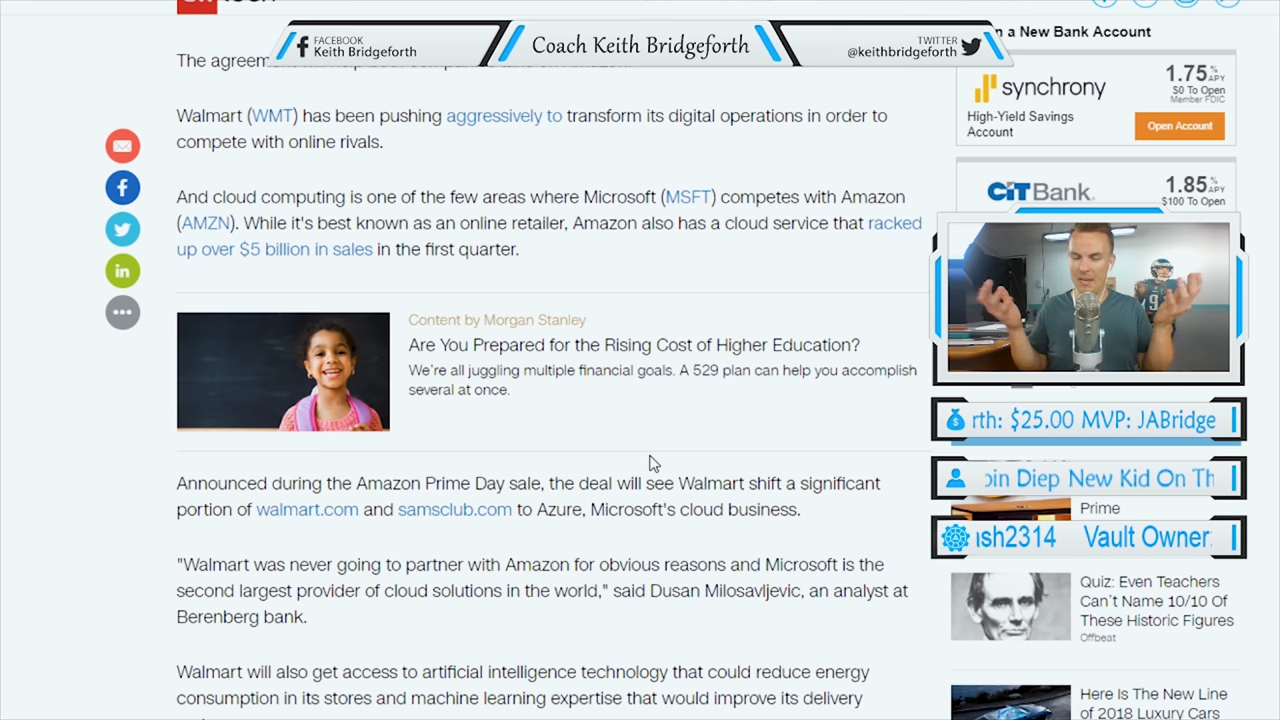 FACEBOOK
Keith Bridgeforth
Coach Keith Bridgeforth
TWITTER
@keithbridgeforth
n a New Bank Account
Walmart (WMT) has been pushing aggressively to transform its digital operations in order to
compete with online rivals.
And cloud computing is one of the few areas where Microsoft (MSFT) competes with Amazon
(AMZN). While it's best known as an online retailer, Amazon also has a cloud service that racked
up over $5 billion in sales in the first quarter.
Content by Morgan Stanley
Are You Prepared for the Rising Cost of Higher Education?
We're all juggling multiple financial goals. A 529 plan can help you accomplish
several at once.
Announced during the Amazon Prime Day sale, the deal will see Walmart shift a significant
portion of walmart.com and samsclub.com to Azure, Microsoft's cloud business.
"Walmart was never going to partner with Amazon for obvious reasons and Microsoft is the
second largest provider of cloud solutions in the world," said Dusan Milosavljevic, an analyst at
Berenberg bank.
Walmart will also get access to artificial intelligence technology that could reduce energy
consumption in its stores and machine learning expertise that would improve its delivery
synchrony
1.75% APY
$0 To Open
Member FDIC
High-Yield Savings
Account
Open Account
CIT Bank
1.85% APY
$100 To Open
9
rth: $25.00 MVP: JABridge
oin Diep New Kid On Th
Prime
ash2314 Vault Owner:
Quiz: Even Teachers
Can't Name 10/10 Of
These Historic Figures
Offbeat
Here Is The New Line
of 2018 Luxury Cars
in
f